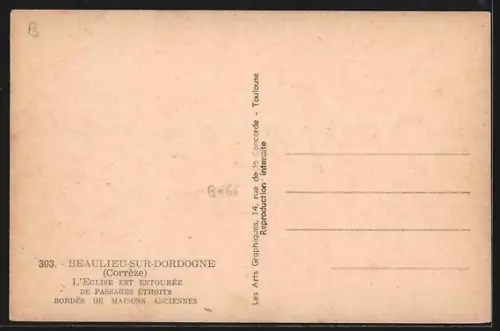 B
303. - BEAULIEU-SUR-DORDOGNE
(Corrèze)
L'EGLISE EST ENTOURÉE
DE PASSAGES ÉTROITS
BORDÉS DE MAISONS ANCIENNES
Les Arts Graphiques, 14, rue de la Concorde - Toulouse
Reproduction interdite